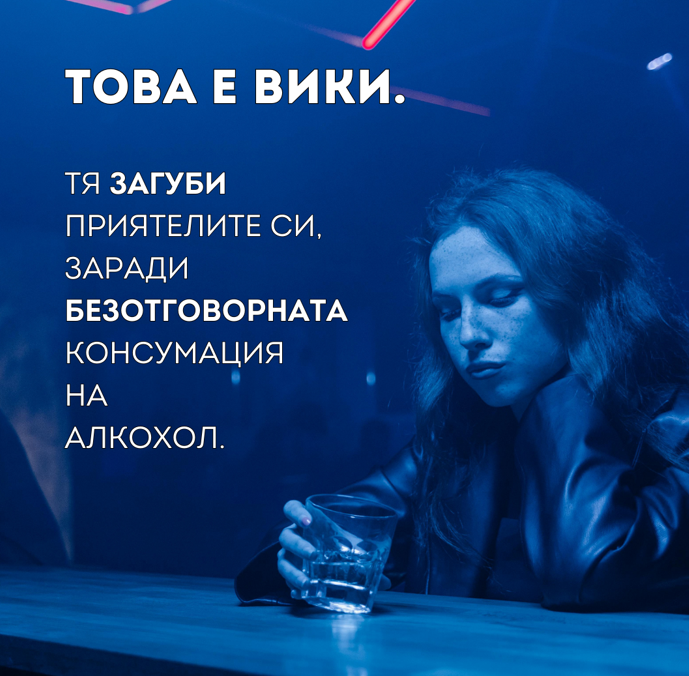 ТОВА Е ВИКИ.
ТЯ ЗАГУБИ
ПРИЯТЕЛИТЕ СИ,
ЗАРАДИ
БЕЗОТГОВОРНАТА
КОНСУМАЦИЯ
НА
АЛКОХОЛ.